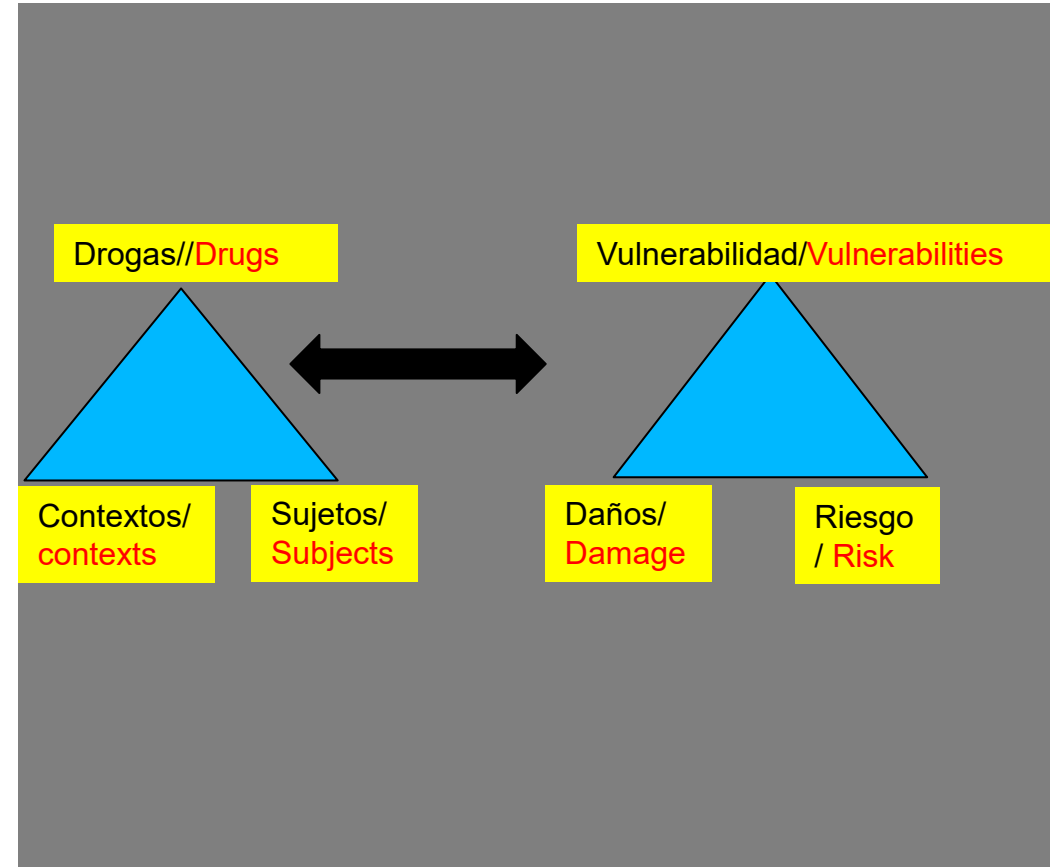 Drogas//Drugs
Vulnerabilidad/Vulnerabilities
Contextos/
contexts
Sujetos/
Subjects
Daños/
Damage
Riesgo
/ Risk